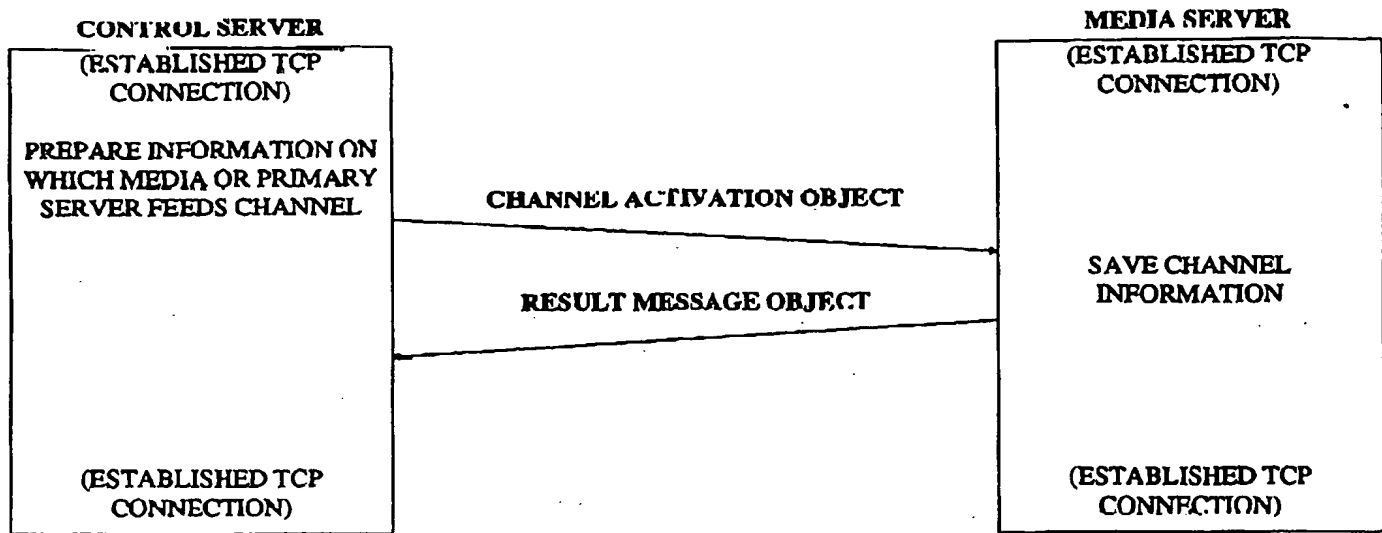 CONTROL SERVER
(ESTABLISHED TCP
CONNECTION)
PREPARE INFORMATION ON
WHICH MEDIA OR PRIMARY
SERVER FEEDS CHANNEL
(ESTABLISHED TCP
CONNECTION)
CHANNEL ACTIVATION OBJECT
RESULT MESSAGE OBJECT
MEDIA SERVER
(ESTABLISHED TCP
CONNECTION)
SAVE CHANNEL
INFORMATION
(ESTABLISHED TCP
CONNECTION)